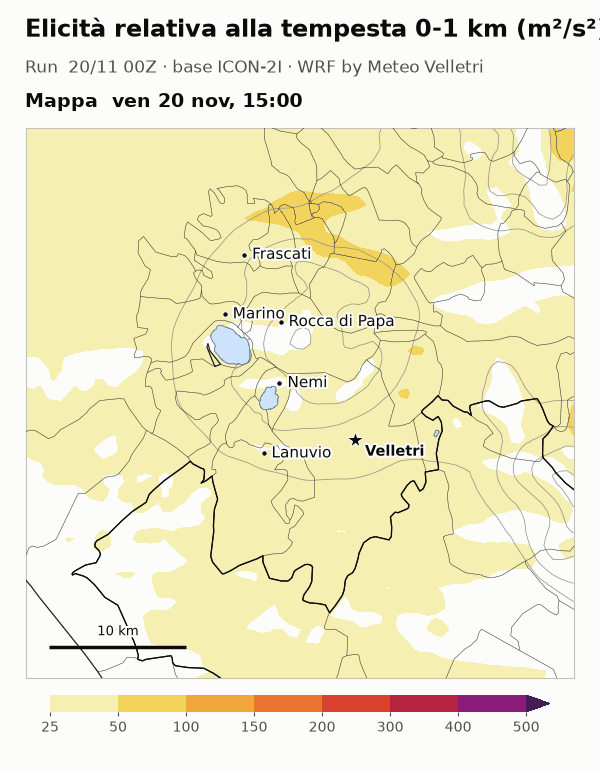 Elicità relativa alla tempesta 0-1 km (m²/s²)
Run 20/11 00Z · base ICON-2I · WRF by Meteo Velletri
Mappa ven 20 nov, 15:00
Frascati
Marino
Rocca di Papa
Nemi
Velletri
Lanuvio
10 km
25 50 100 150 200 300 400 500